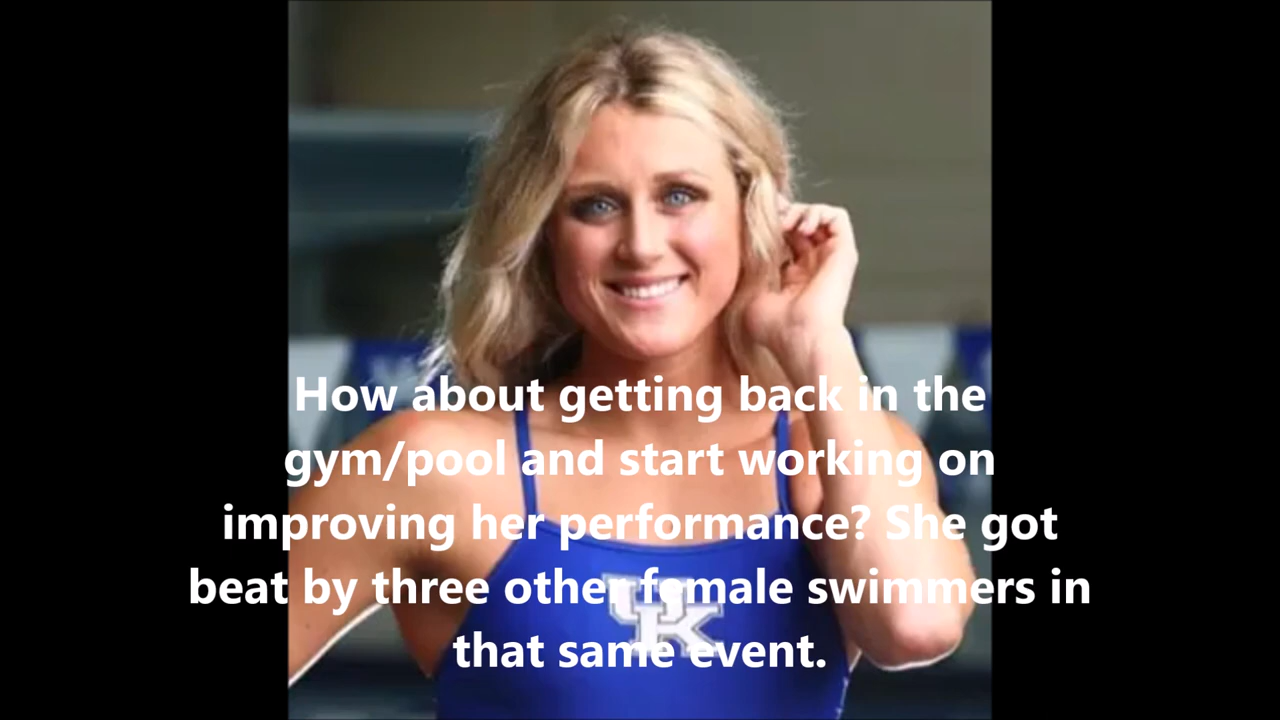 How about getting back in the
gym/pool and start working on
improving her performance? She got
beat by three other female swimmers in
that same event.
UK